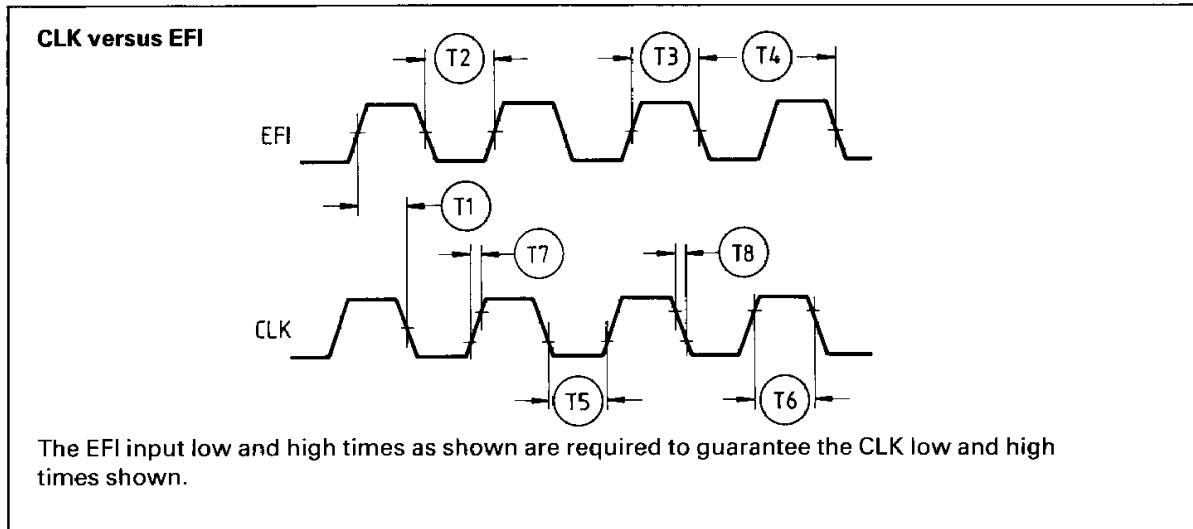 CLK versus EFI
T2
T3
T4
EFI
T1
T7
T8
CLK
T5
T6
The EFI input low and high times as shown are required to guarantee the CLK low and high
times shown.